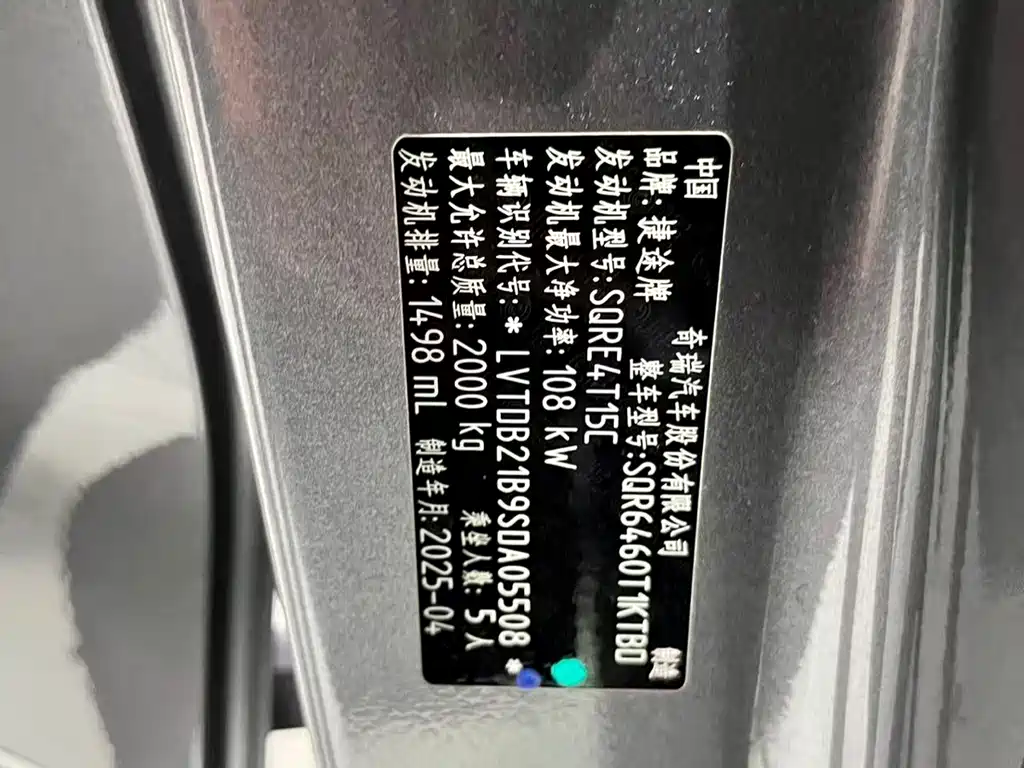 中国 奇瑞汽车股份有限公司 制造
品牌: 捷途牌 整车型号:SQR6460T1KTBD
发动机型号:SQRE4T15C
发动机最大净功率: 108 kW
车辆识别代号: * LVTDB21B9SDA05508 *
最大允许总质量: 2000 kg 乘坐人数: 5 人
发动机排量: 1498 mL 制造年月:2025-04